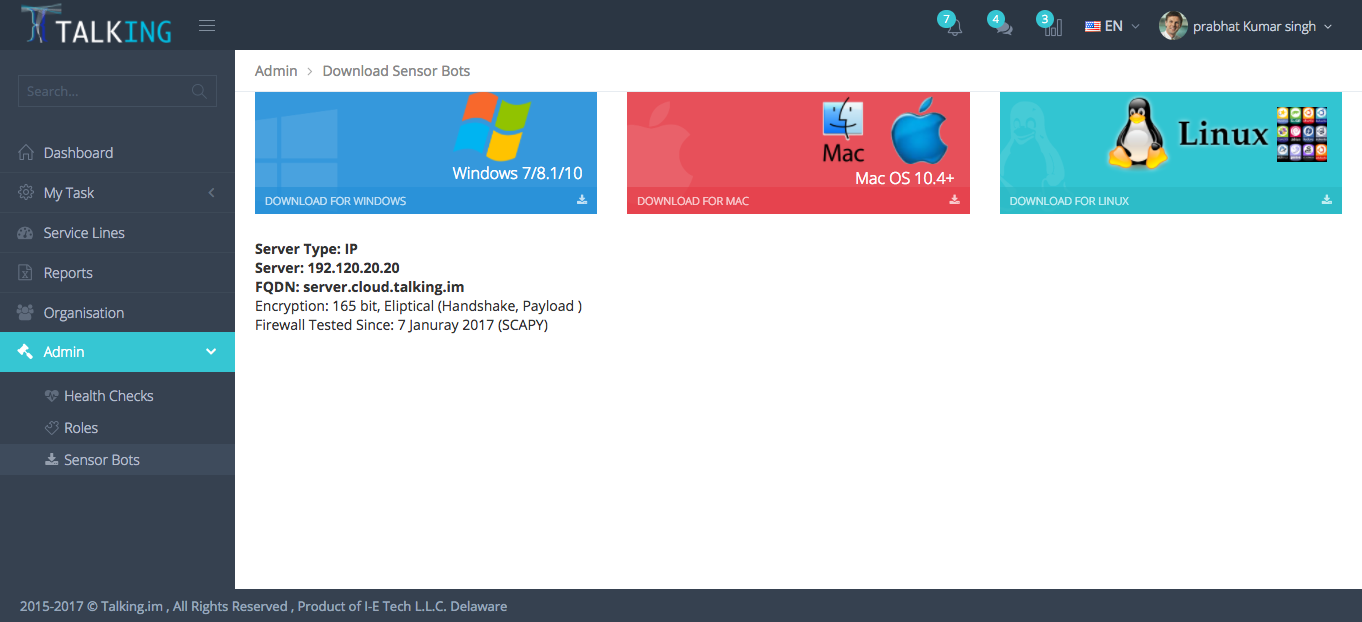 TALKING
7
4
3
EN
prabhat Kumar singh
Search...
Dashboard
My Task
Service Lines
Reports
Organisation
Admin
Health Checks
Roles
Sensor Bots
Admin > Download Sensor Bots
Windows 7/8.1/10
DOWNLOAD FOR WINDOWS
Mac
Mac OS 10.4+
DOWNLOAD FOR MAC
Linux
DOWNLOAD FOR LINUX
Server Type: IP
Server: 192.120.20.20
FQDN: server.cloud.talking.im
Encryption: 165 bit, Eliptical (Handshake, Payload )
Firewall Tested Since: 7 Januray 2017 (SCAPY)
2015-2017 © Talking.im , All Rights Reserved , Product of I-E Tech L.L.C. Delaware